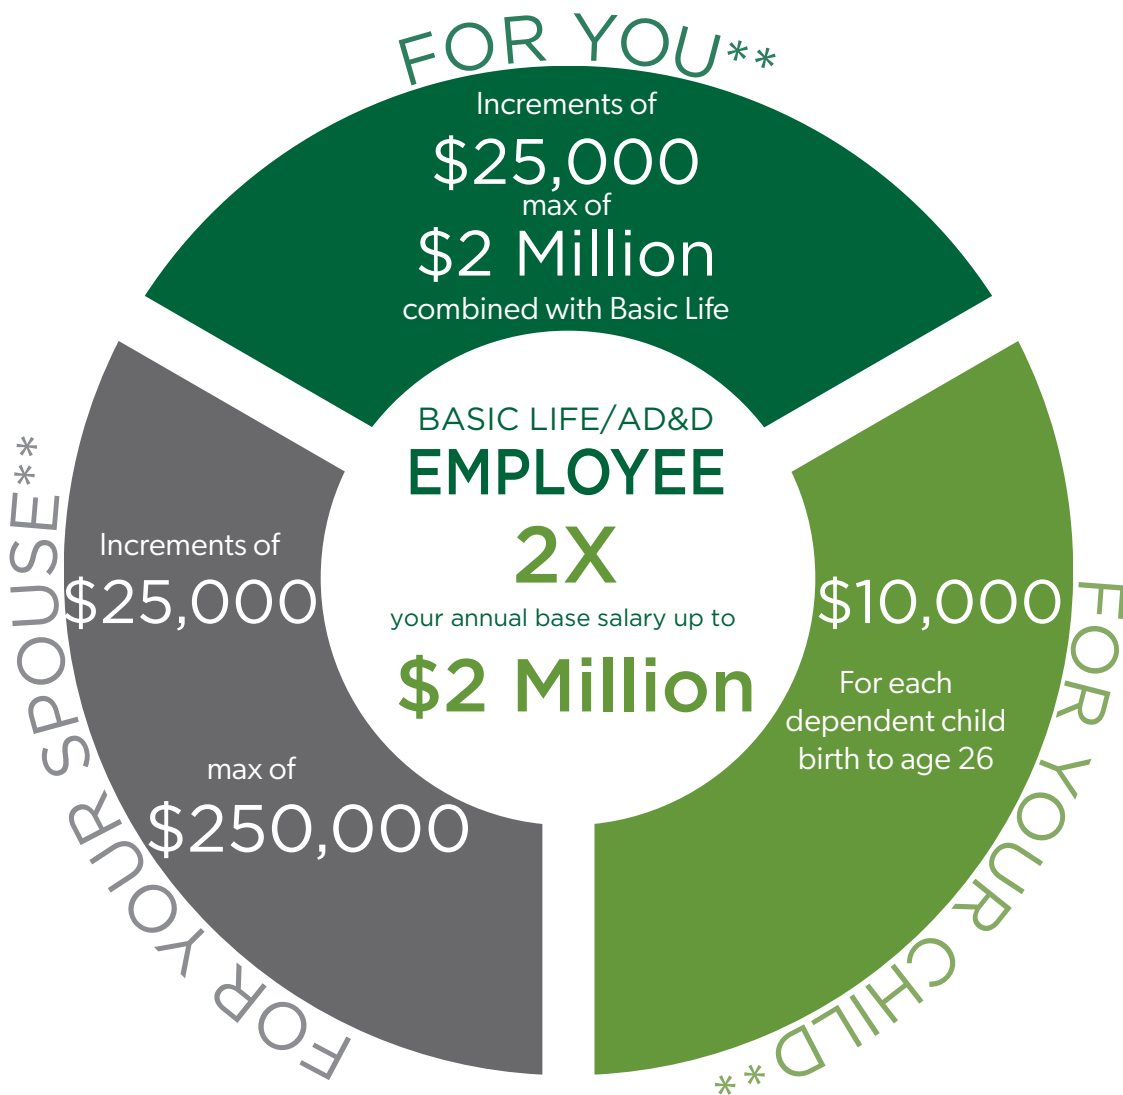 FOR YOU**
Increments of
$25,000
max of
$2 Million
combined with Basic Life
BASIC LIFE/AD&D
EMPLOYEE
2X
your annual base salary up to
$2 Million
FOR YOUR SPOUSE**
Increments of
$25,000
max of
$250,000
FOR YOUR CHILD**
$10,000
For each
dependent child
birth to age 26